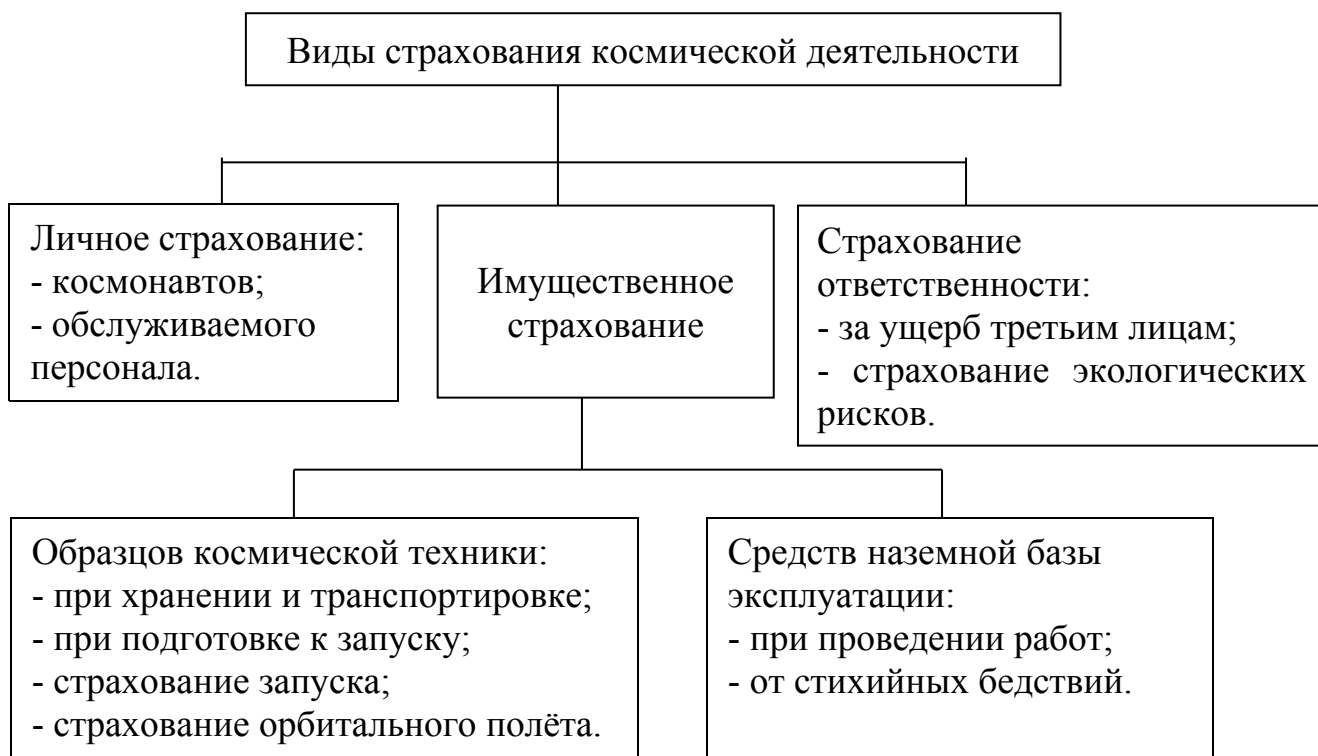 Виды страхования космической деятельности
Личное страхование:
- космонавтов;
- обслуживаемого
персонала.
Имущественное
страхование
Страхование
ответственности:
- за ущерб третьим лицам;
- страхование экологических
рисков.
Образцов космической техники:
- при хранении и транспортировке;
- при подготовке к запуску;
- страхование запуска;
- страхование орбитального полёта.
Средств наземной базы
эксплуатации:
- при проведении работ;
- от стихийных бедствий.